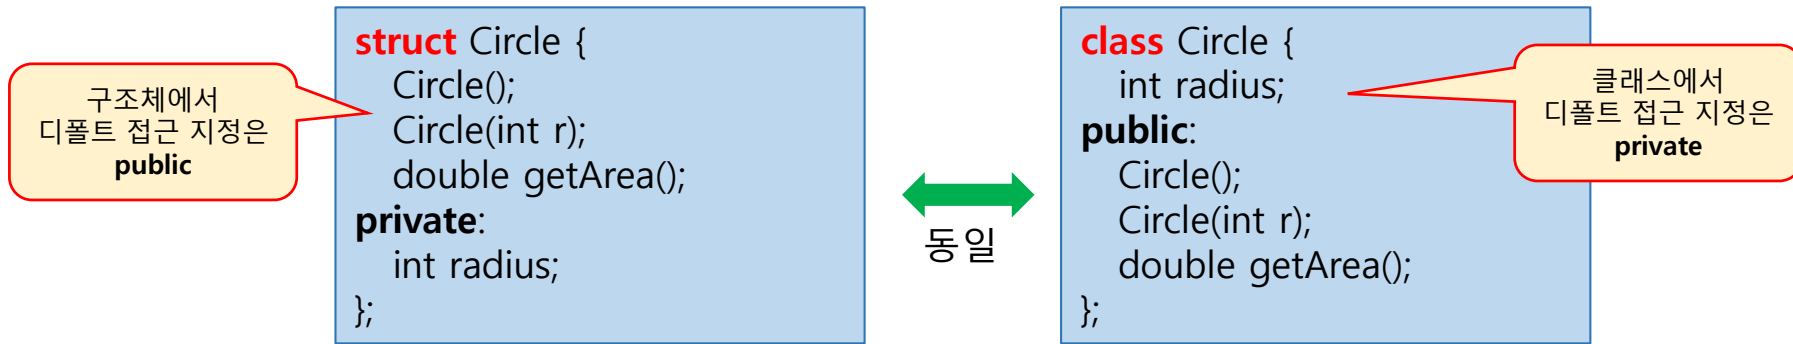 구조체에서
디폴트 접근 지정은
public
struct Circle {
Circle();
Circle(int r);
double getArea();
private:
int radius;
};
동일
class Circle {
int radius;
public:
Circle();
Circle(int r);
double getArea();
};
클래스에서
디폴트 접근 지정은
private